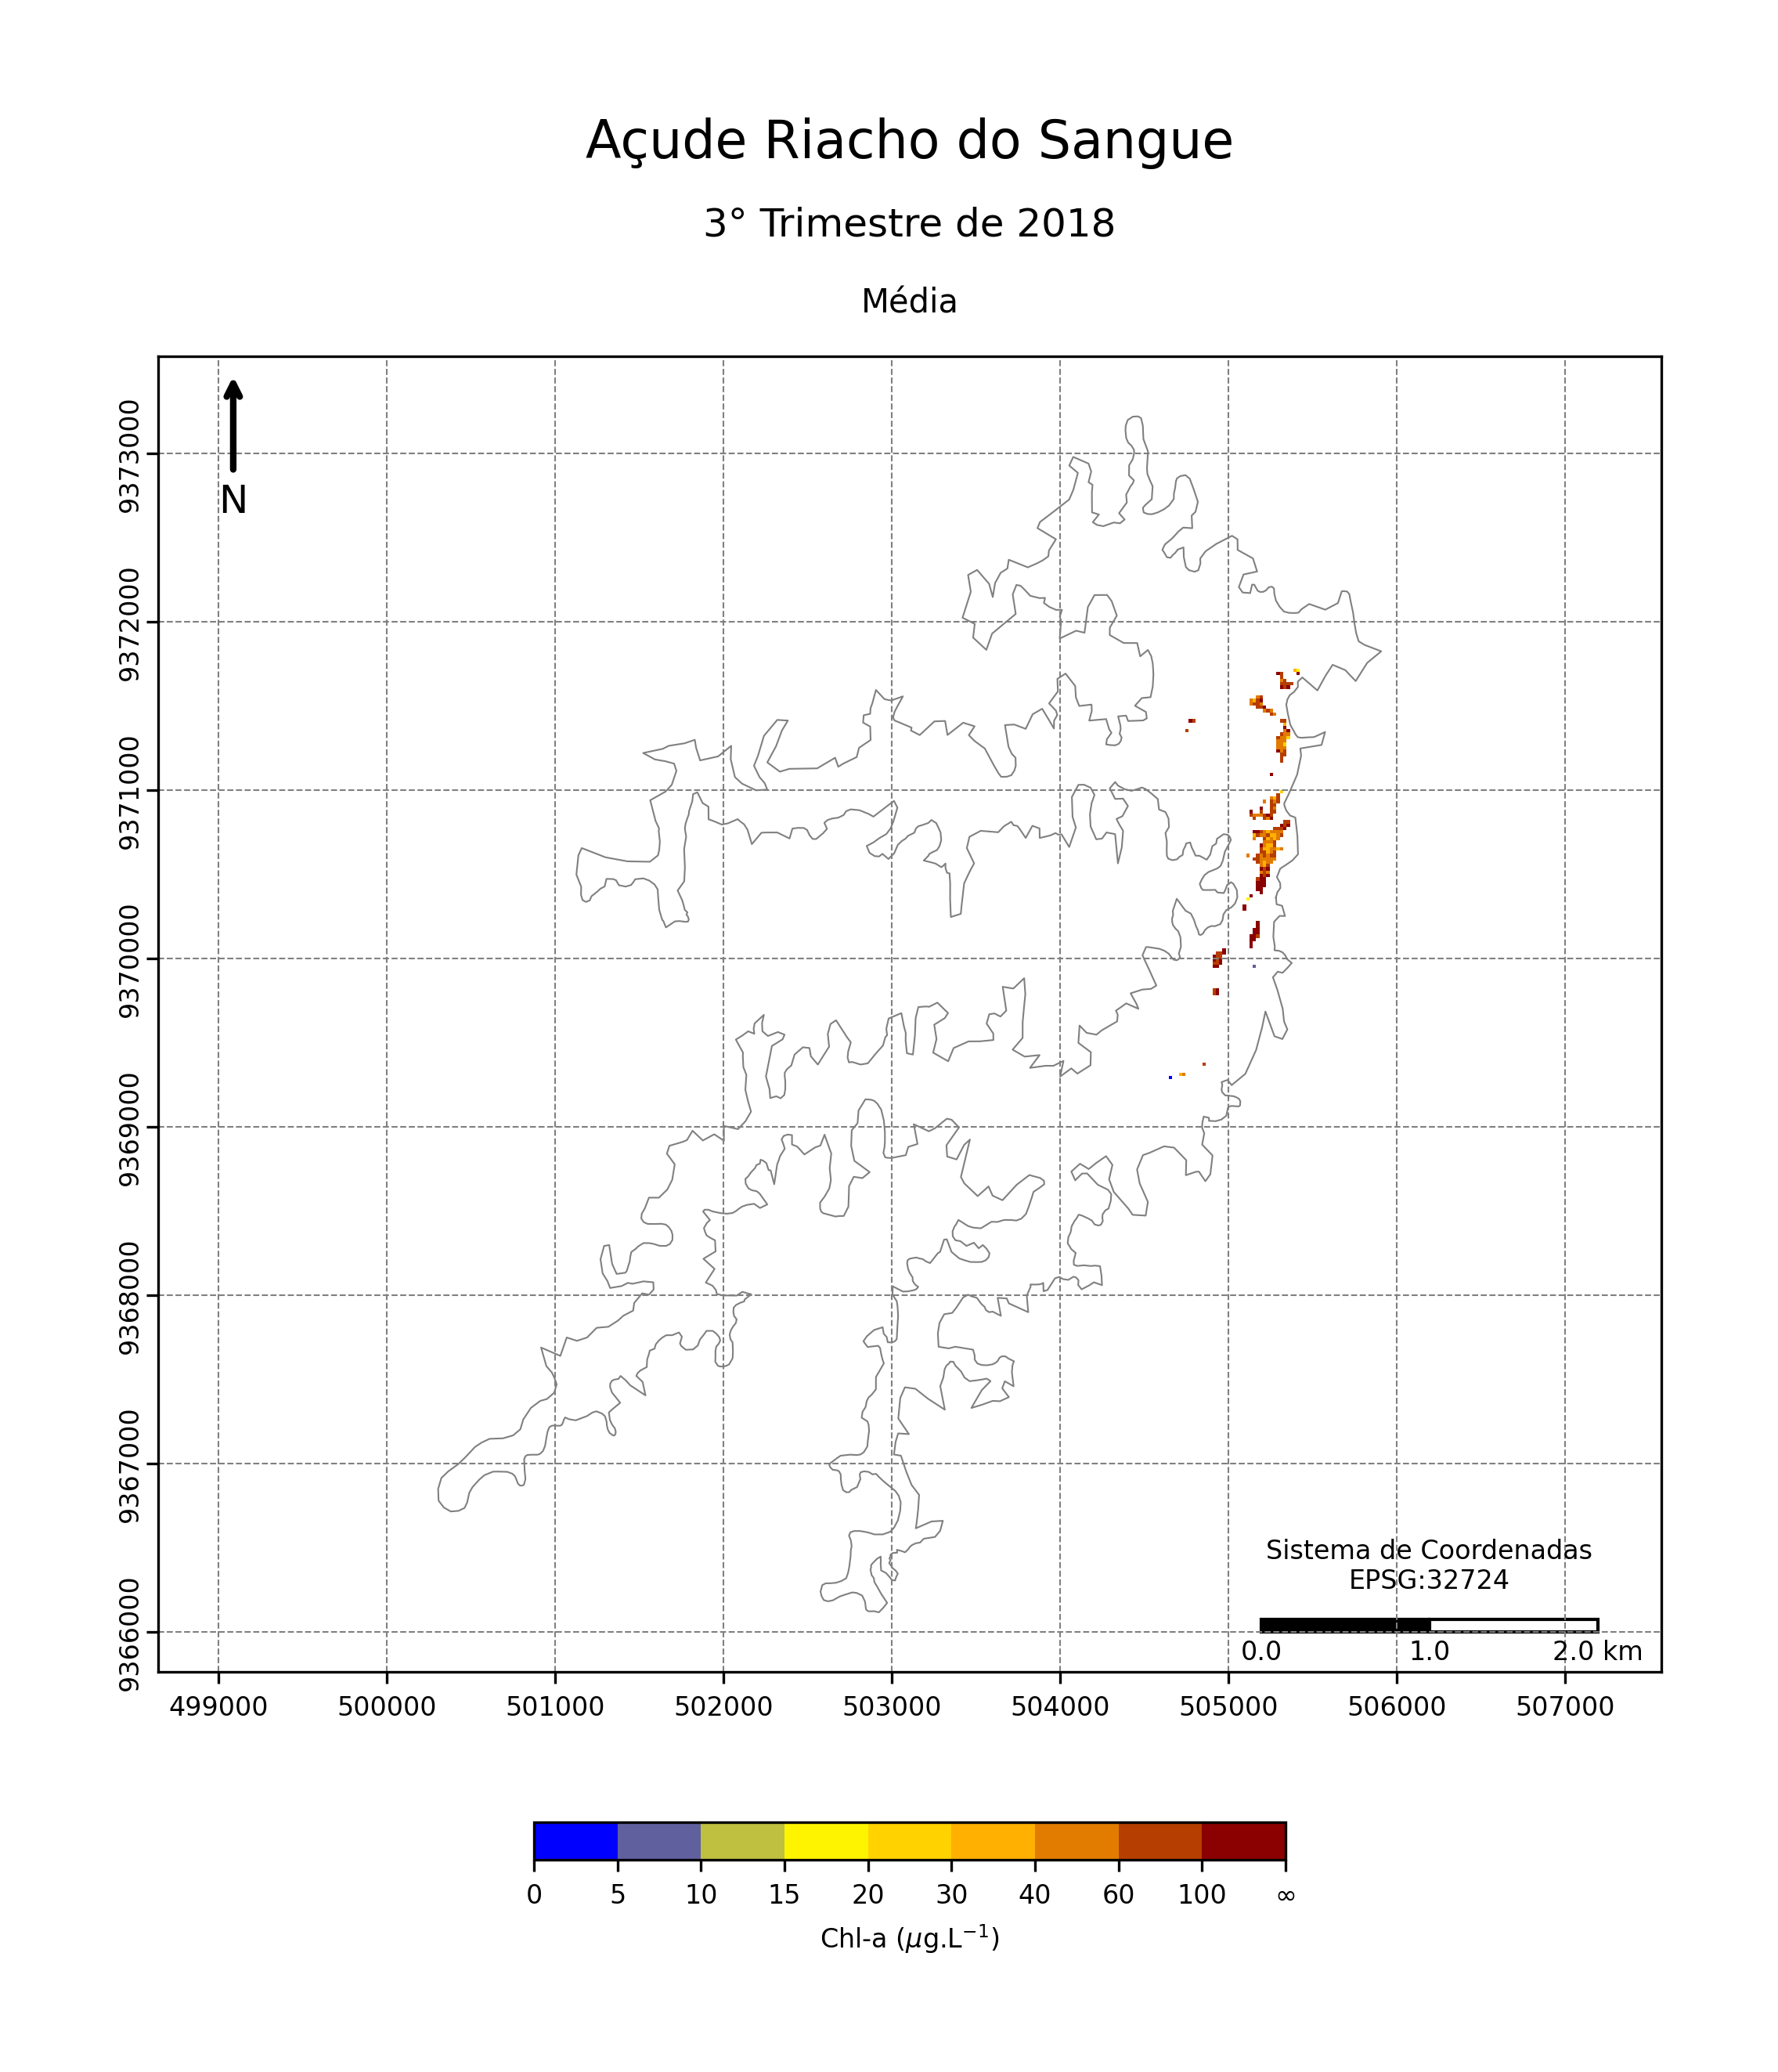 Açude Riacho do Sangue
3° Trimestre de 2018
Média
N
9373000
9372000
9371000
9370000
9369000
9368000
9367000
9366000
Sistema de Coordenadas
EPSG:32724
0.0 1.0 2.0 km
499000 500000 501000 502000 503000 504000 505000 506000 507000
0 5 10 15 20 30 40 60 100 ∞
Chl-a (μg.L⁻¹)